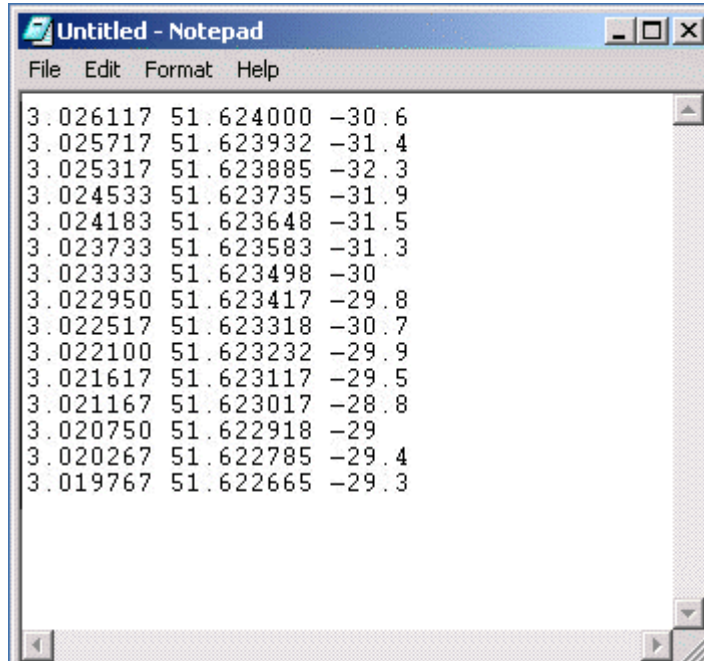 Untitled - Notepad
File Edit Format Help
3.026117 51.624000 -30.6
3.025717 51.623932 -31.4
3.025317 51.623885 -32.3
3.024533 51.623735 -31.9
3.024183 51.623648 -31.5
3.023733 51.623583 -31.3
3.023333 51.623498 -30
3.022950 51.623417 -29.8
3.022517 51.623318 -30.7
3.022100 51.623232 -29.9
3.021617 51.623117 -29.5
3.021167 51.623017 -28.8
3.020750 51.622918 -29
3.020267 51.622785 -29.4
3.019767 51.622665 -29.3